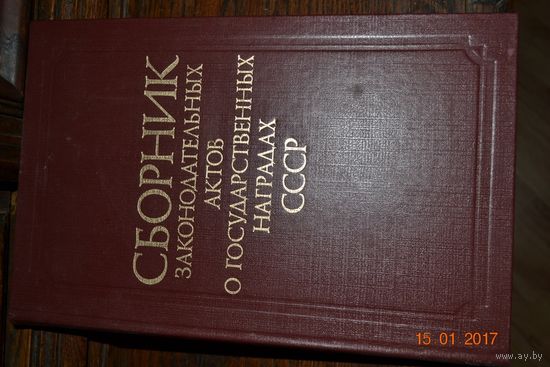 СБОРНИК
ЗАКОНОДАТЕЛЬНЫХ
АКТОВ
О ГОСУДАРСТВЕННЫХ
НАГРАДАХ
СССР
15 01 2017
www.ay.by